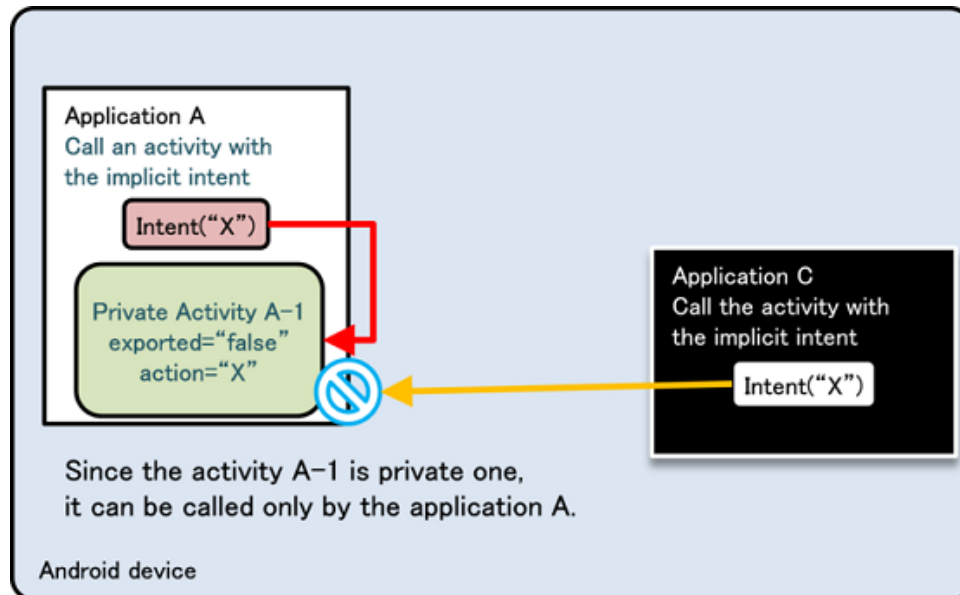 Application A
Call an activity with
the implicit intent
Intent(“X”)
Private Activity A-1
exported=“false”
action=“X”
Application C
Call the activity with
the implicit intent
Intent(“X”)
Since the activity A-1 is private one,
it can be called only by the application A.
Android device